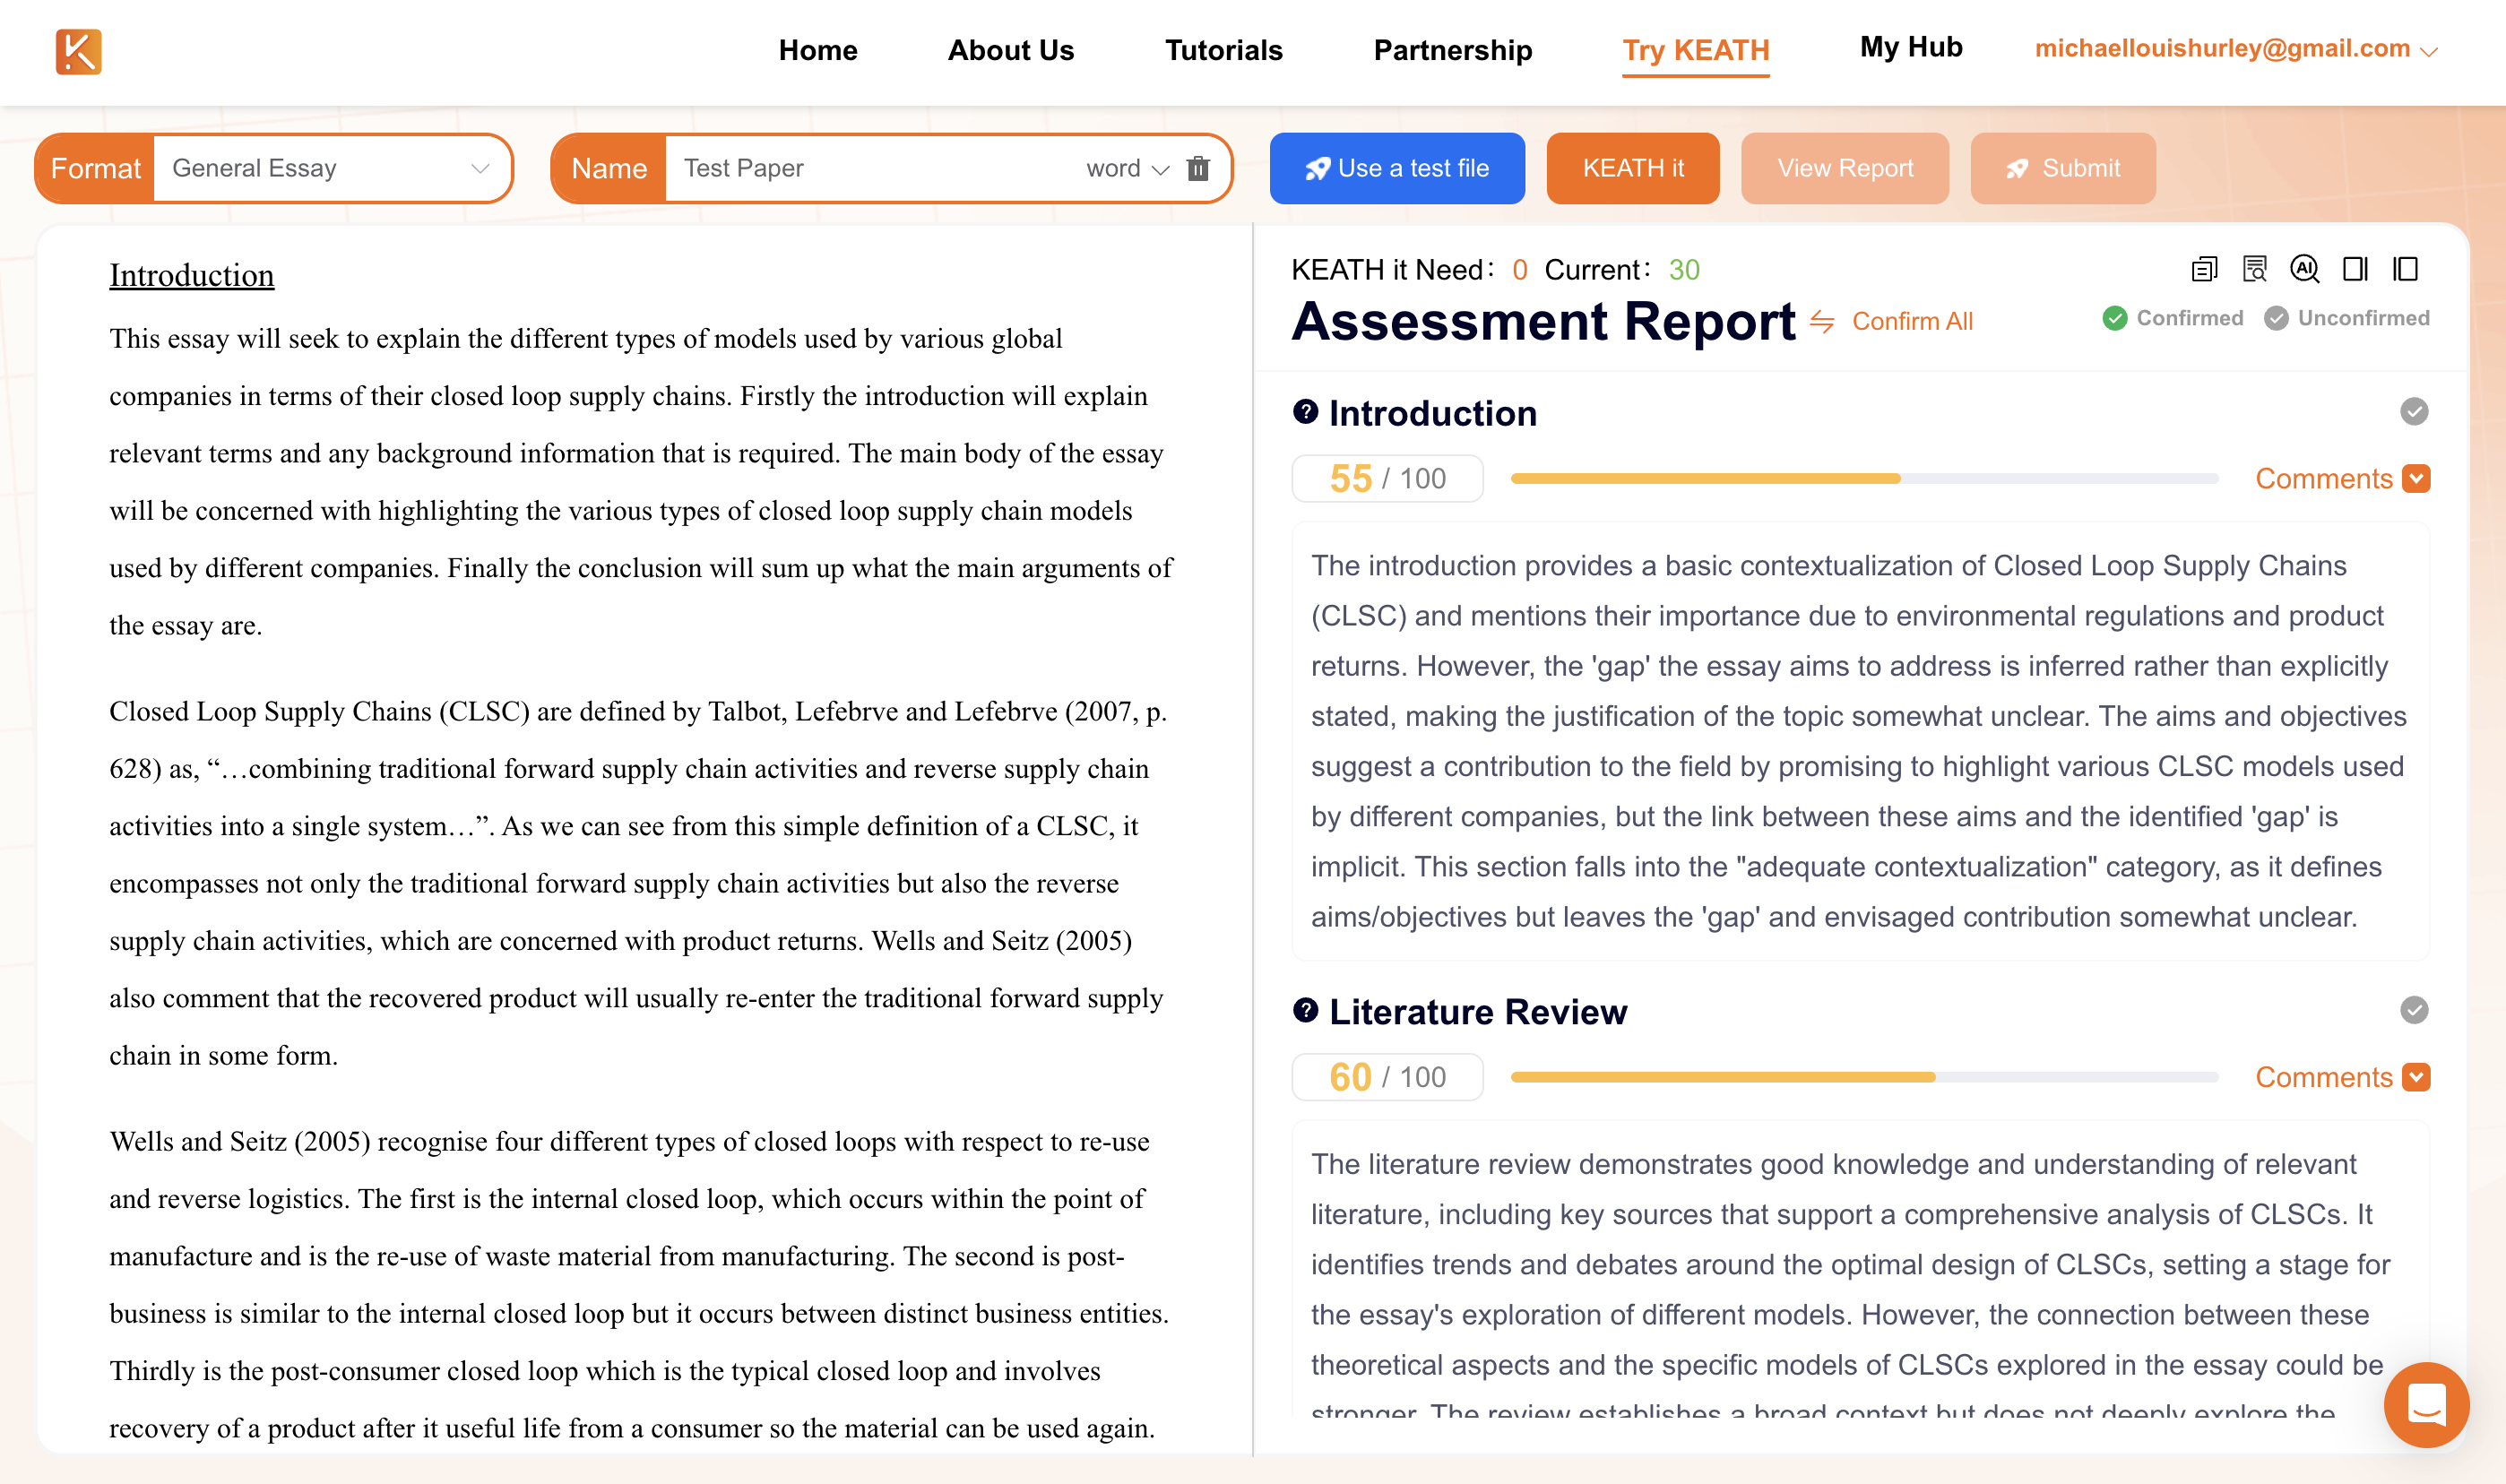 Home About Us Tutorials Partnership Try KEATH My Hub michaellouishurley@gmail.com
Format General Essay Name Test Paper word Use a test file KEATH it View Report Submit
Introduction
This essay will seek to explain the different types of models used by various global
companies in terms of their closed loop supply chains. Firstly the introduction will explain
relevant terms and any background information that is required. The main body of the essay
will be concerned with highlighting the various types of closed loop supply chain models
used by different companies. Finally the conclusion will sum up what the main arguments of
the essay are.
Closed Loop Supply Chains (CLSC) are defined by Talbot, Lefebrve and Lefebrve (2007, p.
628) as, “…combining traditional forward supply chain activities and reverse supply chain
activities into a single system…”. As we can see from this simple definition of a CLSC, it
encompasses not only the traditional forward supply chain activities but also the reverse
supply chain activities, which are concerned with product returns. Wells and Seitz (2005)
also comment that the recovered product will usually re-enter the traditional forward supply
chain in some form.
Wells and Seitz (2005) recognise four different types of closed loops with respect to re-use
and reverse logistics. The first is the internal closed loop, which occurs within the point of
manufacture and is the re-use of waste material from manufacturing. The second is post-
business is similar to the internal closed loop but it occurs between distinct business entities.
Thirdly is the post-consumer closed loop which is the typical closed loop and involves
recovery of a product after it useful life from a consumer so the material can be used again.
KEATH it Need: 0 Current: 30
Assessment Report Confirm All Confirmed Unconfirmed
Introduction
55 / 100 Comments
The introduction provides a basic contextualization of Closed Loop Supply Chains
(CLSC) and mentions their importance due to environmental regulations and product
returns. However, the 'gap' the essay aims to address is inferred rather than explicitly
stated, making the justification of the topic somewhat unclear. The aims and objectives
suggest a contribution to the field by promising to highlight various CLSC models used
by different companies, but the link between these aims and the identified 'gap' is
implicit. This section falls into the "adequate contextualization" category, as it defines
aims/objectives but leaves the 'gap' and envisaged contribution somewhat unclear.
Literature Review
60 / 100 Comments
The literature review demonstrates good knowledge and understanding of relevant
literature, including key sources that support a comprehensive analysis of CLSCs. It
identifies trends and debates around the optimal design of CLSCs, setting a stage for
the essay's exploration of different models. However, the connection between these
theoretical aspects and the specific models of CLSCs explored in the essay could be
stronger. The review establishes a broad context but does not deeply explore the